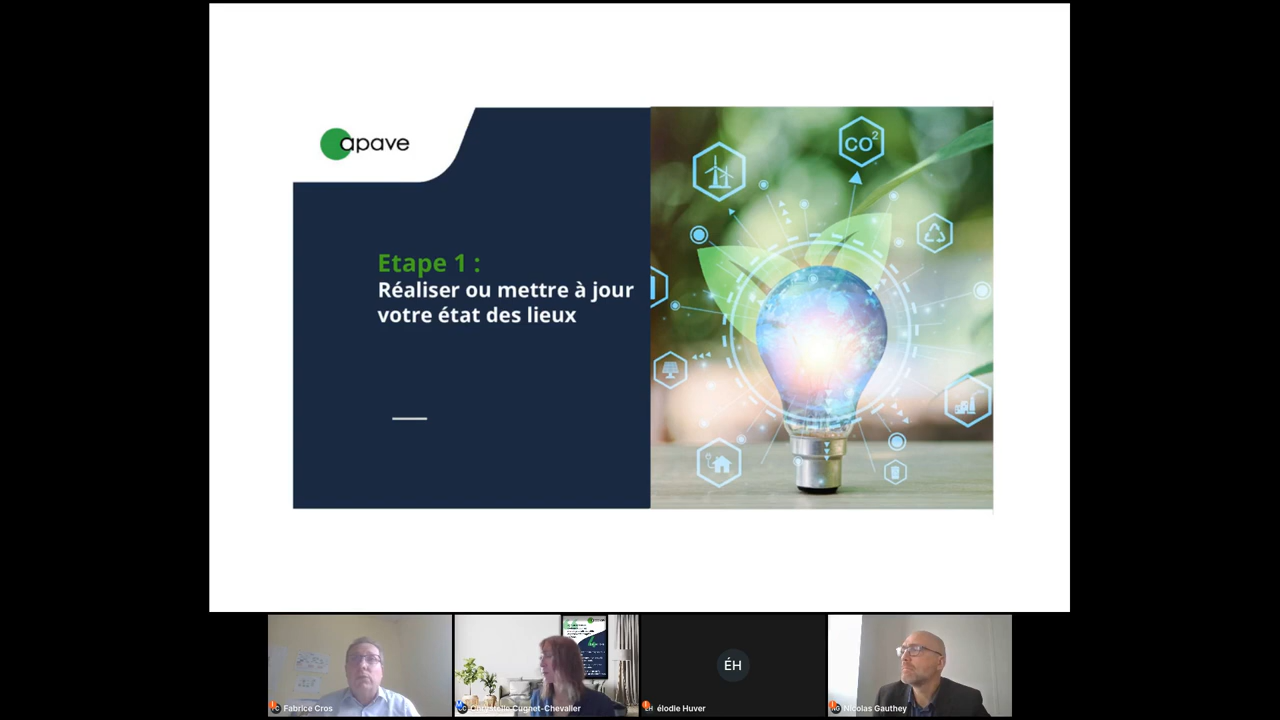 apave
CO²
Etape 1 :
Réaliser ou mettre à jour
votre état des lieux
ÉH
Fabrice Cros
Cugnet-Chevalier
élodie Huver
Nicolas Gauthey